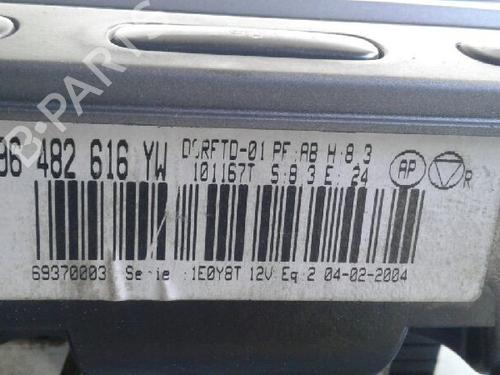 96 482 616 YW
DSRFTD-01 PF:AB H:8.3
101167T S:8.3 E:24
AP
R
69370003 Serie :1E0Y8T 12V Eq:2 04-02-2004
B-PARTS